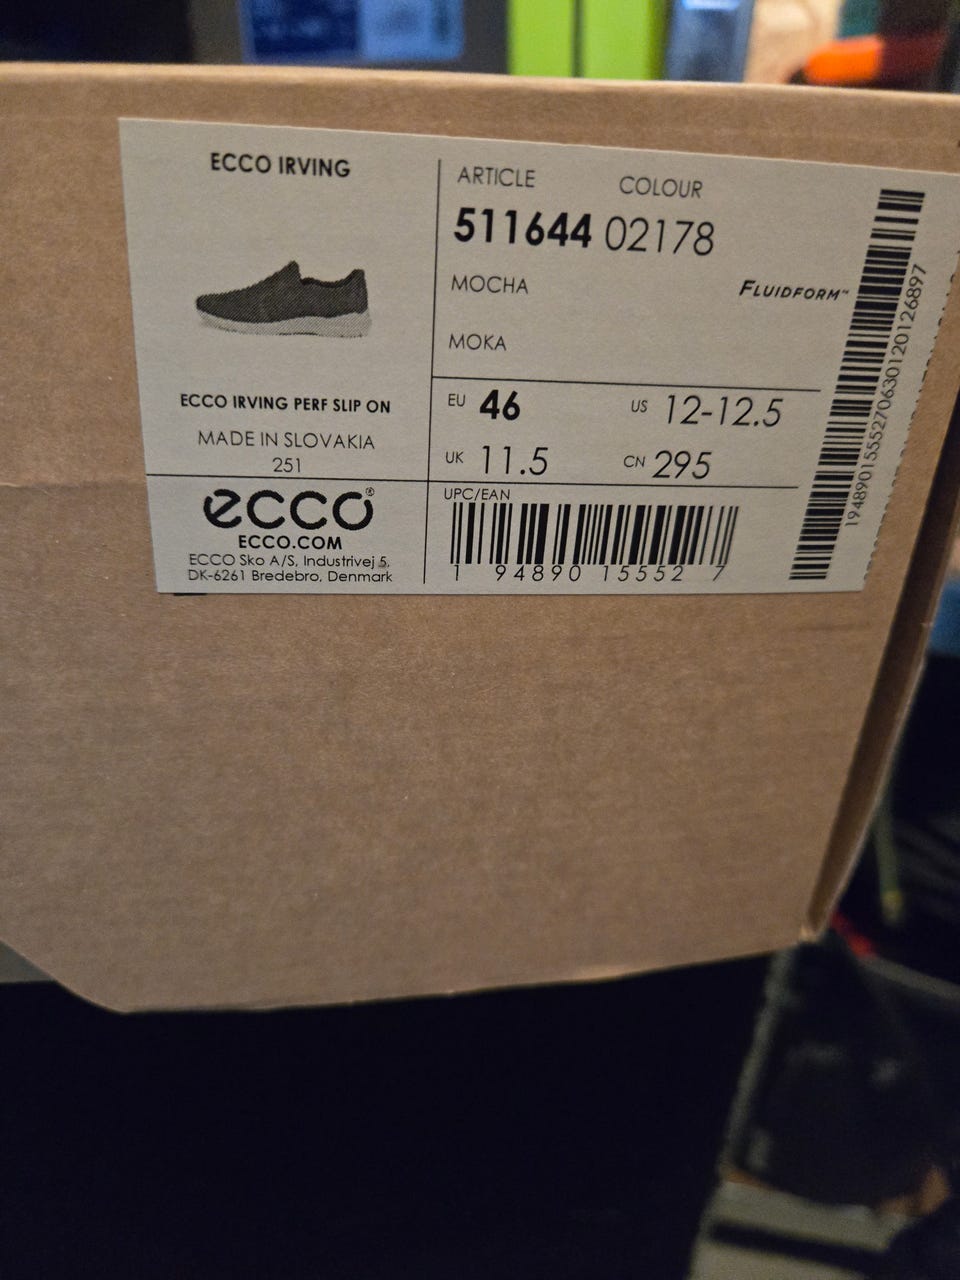 ECCO IRVING
ECCO IRVING PERF SLIP ON
MADE IN SLOVAKIA
251
ecco®
ECCO.COM
ECCO Sko A/S, Industrivej 5,
DK-6261 Bredebro, Denmark
ARTICLE COLOUR
511644 02178
MOCHA
FLUIDFORM™
MOKA
EU 46 US 12-12.5
UK 11.5 CN 295
UPC/EAN
1 94890 15552 7
1948901555270630120126897